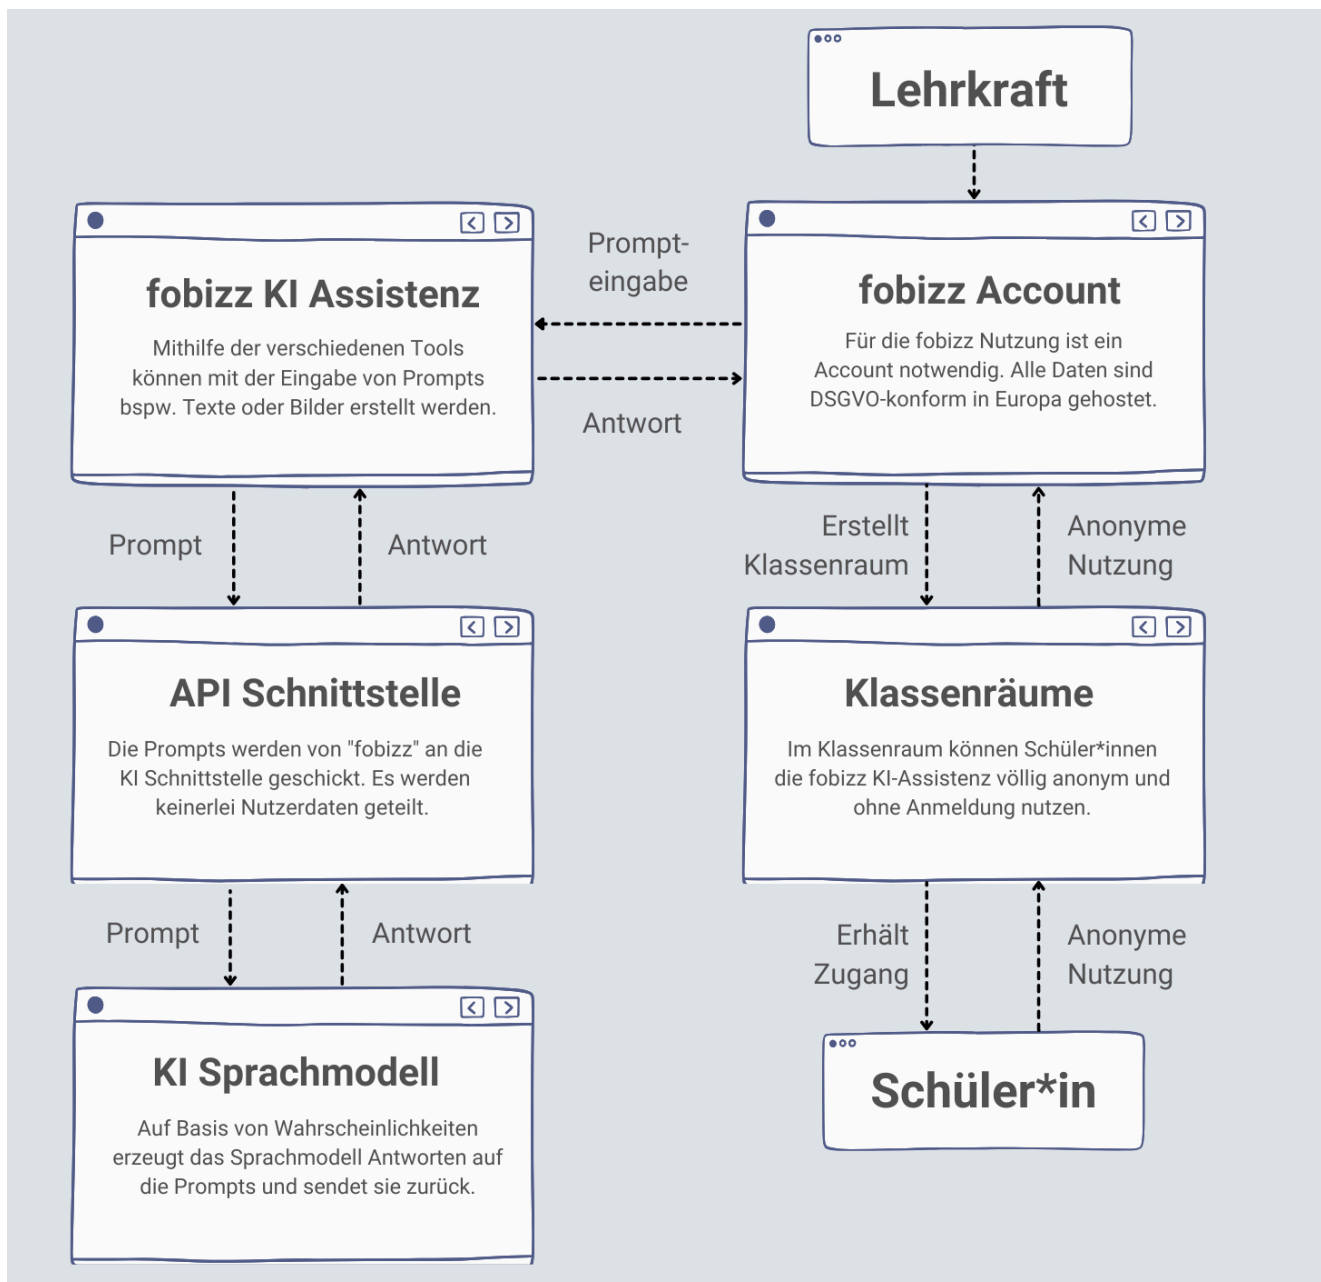 Lehrkraft
fobizz KI Assistenz
Mithilfe der verschiedenen Tools
können mit der Eingabe von Prompts
bspw. Texte oder Bilder erstellt werden.
Prompt-
eingabe
Antwort
fobizz Account
Für die fobizz Nutzung ist ein
Account notwendig. Alle Daten sind
DSGVO-konform in Europa gehostet.
Prompt
Antwort
Erstellt
Klassenraum
Anonyme
Nutzung
API Schnittstelle
Die Prompts werden von "fobizz" an die
KI Schnittstelle geschickt. Es werden
keinerlei Nutzerdaten geteilt.
Klassenräume
Im Klassenraum können Schüler*innen
die fobizz KI-Assistenz völlig anonym und
ohne Anmeldung nutzen.
Prompt
Antwort
Erhält
Zugang
Anonyme
Nutzung
KI Sprachmodell
Auf Basis von Wahrscheinlichkeiten
erzeugt das Sprachmodell Antworten auf
die Prompts und sendet sie zurück.
Schüler*in